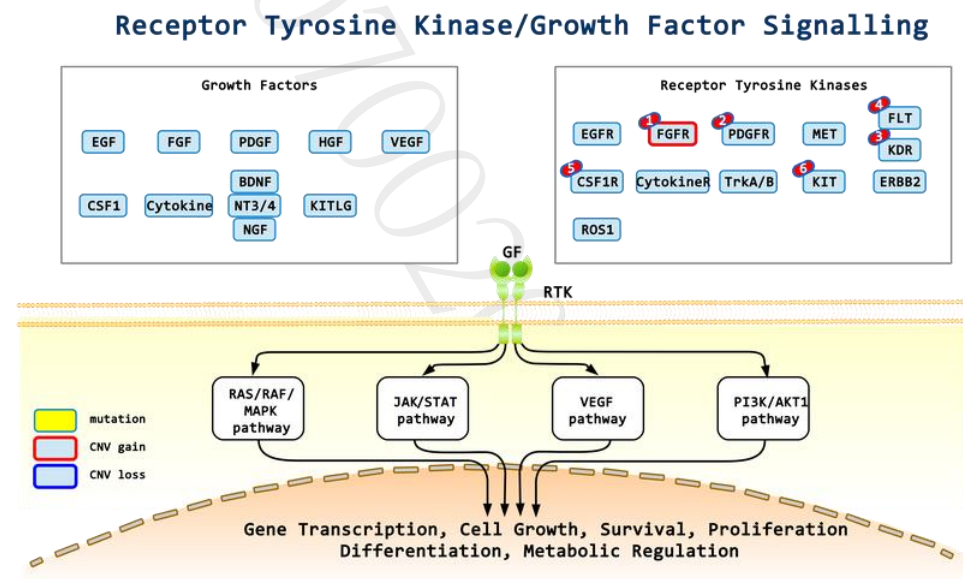 Receptor Tyrosine Kinase/Growth Factor Signalling
Growth Factors
EGF
FGF
PDGF
HGF
VEGF
BDNF
CSF1
Cytokine
NT3/4
KITLG
NGF
Receptor Tyrosine Kinases
4
FLT
EGFR
1
FGFR
2
PDGFR
MET
3
KDR
5
CSF1R
CytokineR
TrkA/B
6
KIT
ERBB2
ROS1
GF
RTK
RAS/RAF/
MAPK
pathway
JAK/STAT
pathway
VEGF
pathway
PI3K/AKT1
pathway
mutation
CNV gain
CNV loss
Gene Transcription, Cell Growth, Survival, Proliferation
Differentiation, Metabolic Regulation